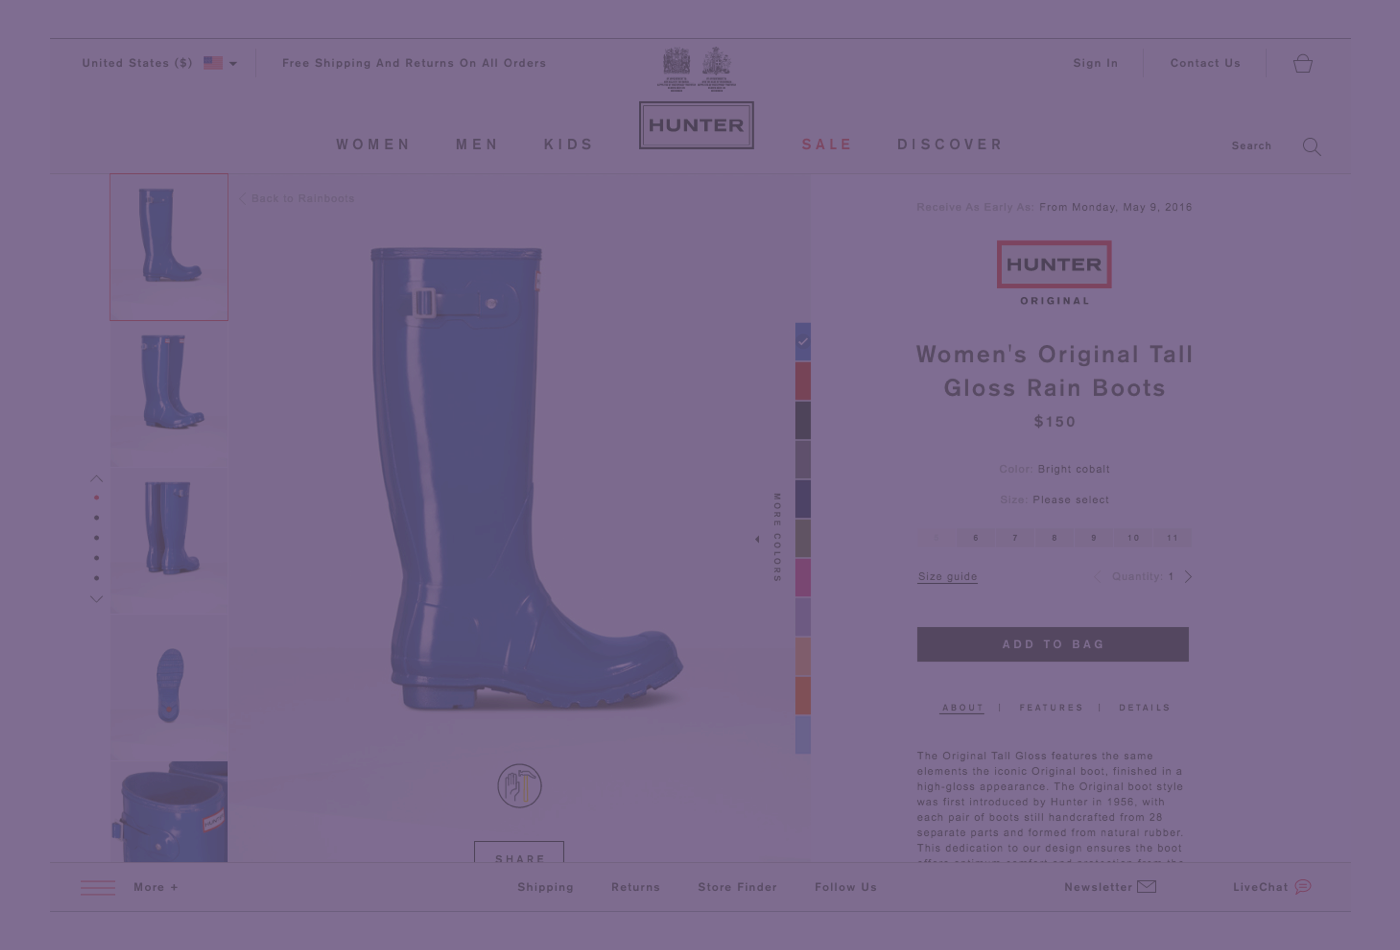 United States ($)
Free Shipping And Returns On All Orders
Sign In
Contact Us
WOMEN
MEN
KIDS
HUNTER
SALE
DISCOVER
Search
Back to Rainboots
Receive As Early As: From Monday, May 9, 2016
HUNTER
ORIGINAL
Women's Original Tall
Gloss Rain Boots
$150
Color: Bright cobalt
Size: Please select
6 7 8 9 10 11
MORE COLORS
Size guide
Quantity: 1
ADD TO BAG
ABOUT | FEATURES | DETAILS
The Original Tall Gloss features the same
elements the iconic Original boot, finished in a
high-gloss appearance. The Original boot style
was first introduced by Hunter in 1956, with
each pair of boots still handcrafted from 28
separate parts and formed from natural rubber.
This dedication to our design ensures the boot
SHARE
More +
Shipping
Returns
Store Finder
Follow Us
Newsletter
LiveChat